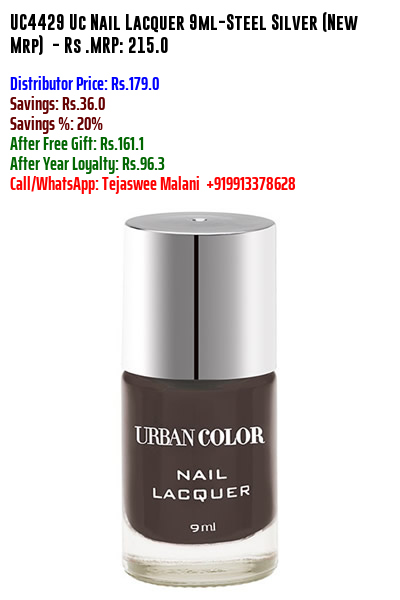 UC4429 Uc Nail Lacquer 9ml-Steel Silver (New
Mrp) - Rs .MRP: 215.0
Distributor Price: Rs.179.0
Savings: Rs.36.0
Savings %: 20%
After Free Gift: Rs.161.1
After Year Loyalty: Rs.96.3
Call/WhatsApp: Tejaswee Malani +919913378628
URBAN COLOR
NAIL
LACQUER
9ml